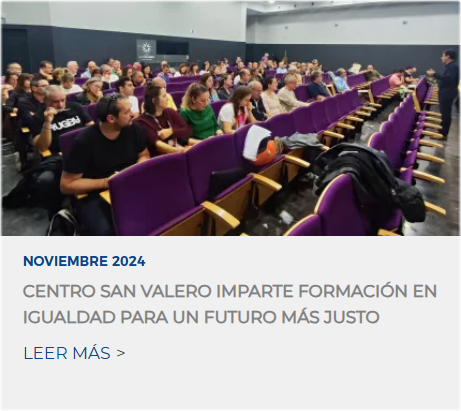 NOVIEMBRE 2024
CENTRO SAN VALERO IMPARTE FORMACIÓN EN
IGUALDAD PARA UN FUTURO MÁS JUSTO
LEER MÁS >